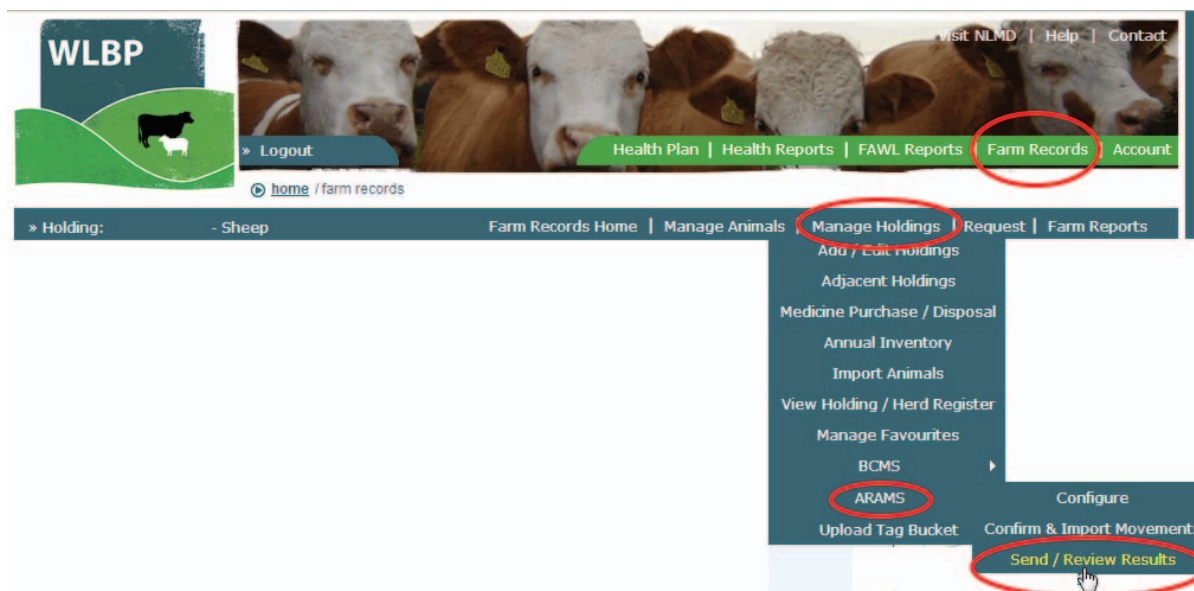 WLBP
Visit NLMD | Help | Contact
» Logout
Health Plan | Health Reports | FAWL Reports | Farm Records | Account
home / farm records
» Holding: - Sheep
Farm Records Home | Manage Animals | Manage Holdings | Request | Farm Reports
Add / Edit Holdings
Adjacent Holdings
Medicine Purchase / Disposal
Annual Inventory
Import Animals
View Holding / Herd Register
Manage Favourites
BCMS
ARAMS
Upload Tag Bucket
Configure
Confirm & Import Movements
Send / Review Results